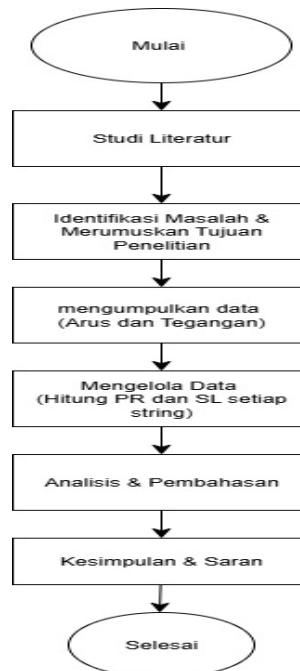 Mulai
Studi Literatur
Identifikasi Masalah &
Merumuskan Tujuan
Penelitian
mengumpulkan data
(Arus dan Tegangan)
Mengelola Data
(Hitung PR dan SL setiap
string)
Analisis & Pembahasan
Kesimpulan & Saran
Selesai